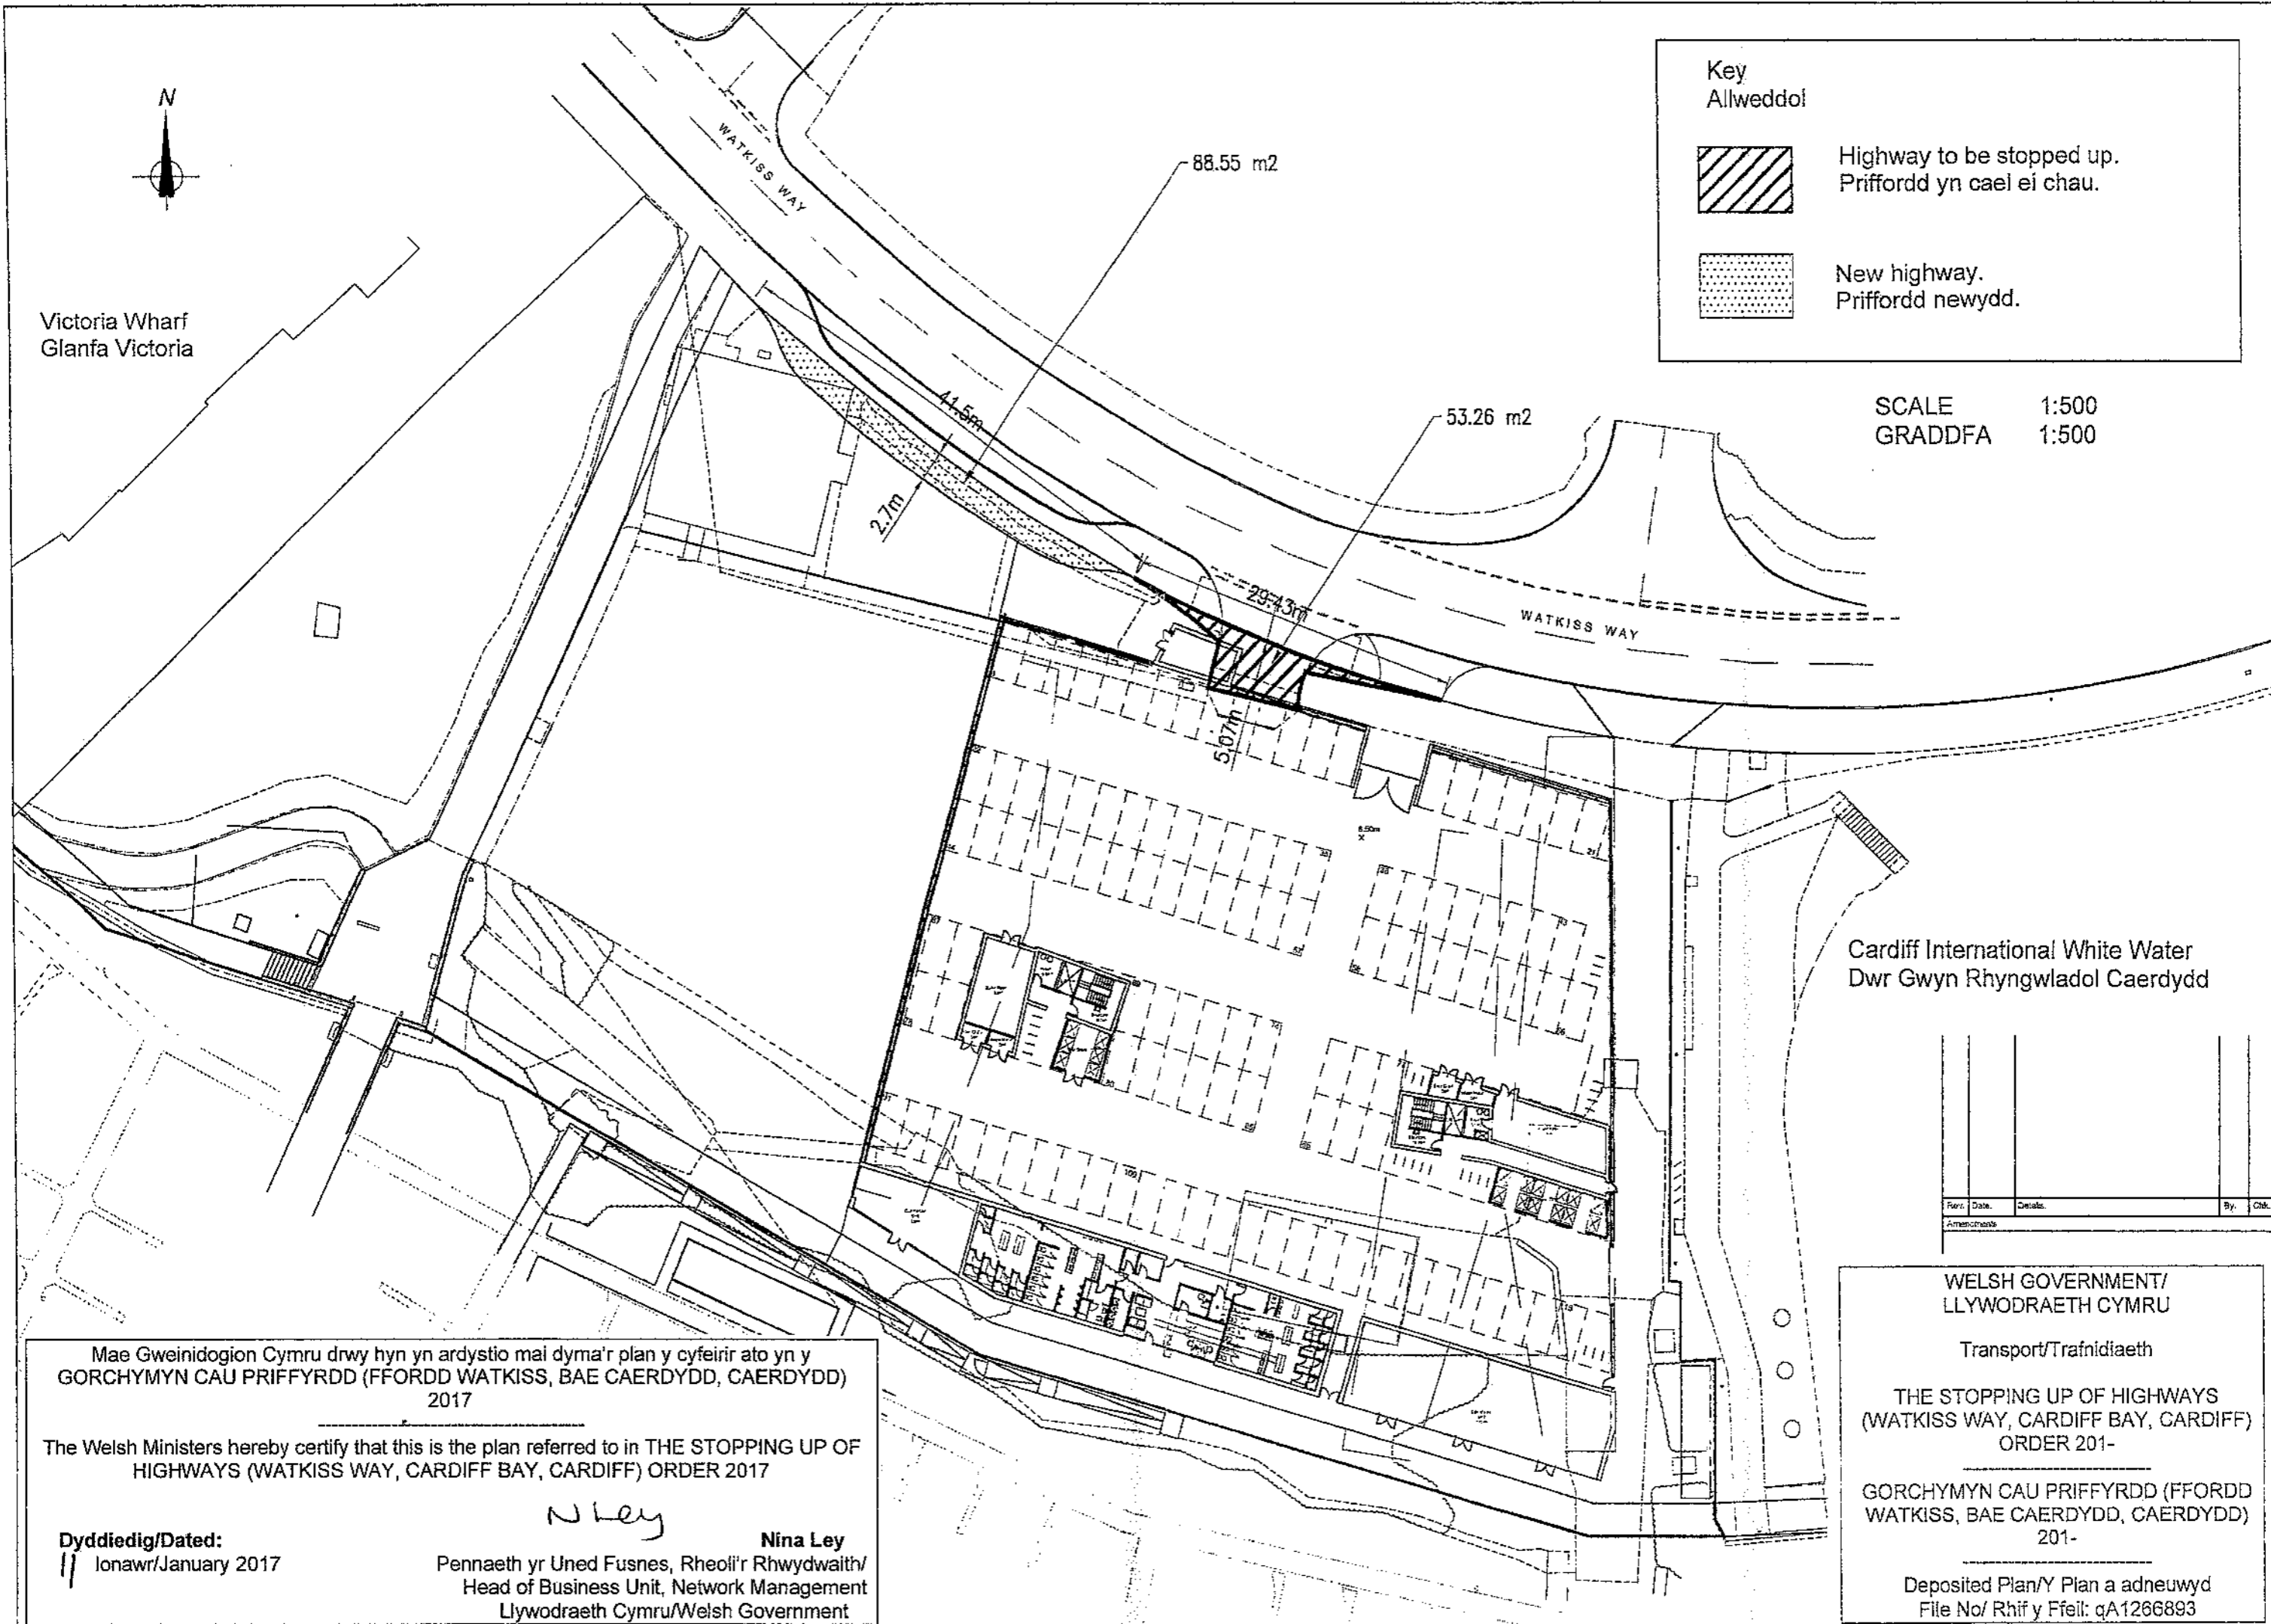 N
Victoria Wharf
Glanfa Victoria
WATKISS WAY
88.55 m2
41.5m
2.7m
53.26 m2
29.43m
5.07m
WATKISS WAY
Key
Allweddol
Highway to be stopped up.
Priffordd yn cael ei chau.
New highway.
Priffordd newydd.
SCALE 1:500
GRADDFA 1:500
8.50m
Cardiff International White Water
Dwr Gwyn Rhyngwladol Caerdydd
Rev. Date. Details. By. Chk.
Amendments
WELSH GOVERNMENT/
LLYWODRAETH CYMRU
Transport/Trafnidiaeth
THE STOPPING UP OF HIGHWAYS
(WATKISS WAY, CARDIFF BAY, CARDIFF)
ORDER 201-
GORCHYMYN CAU PRIFFYRDD (FFORDD
WATKISS, BAE CAERDYDD, CAERDYDD)
201-
Deposited Plan/Y Plan a adneuwyd
File No/ Rhif y Ffeil: qA1266893
Mae Gweinidogion Cymru drwy hyn yn ardystio mai dyma'r plan y cyfeirir ato yn y
GORCHYMYN CAU PRIFFYRDD (FFORDD WATKISS, BAE CAERDYDD, CAERDYDD)
2017
The Welsh Ministers hereby certify that this is the plan referred to in THE STOPPING UP OF
HIGHWAYS (WATKISS WAY, CARDIFF BAY, CARDIFF) ORDER 2017
N Ley
Dyddiedig/Dated:
11 Ionawr/January 2017
Nina Ley
Pennaeth yr Uned Fusnes, Rheoli'r Rhwydwaith/
Head of Business Unit, Network Management
Llywodraeth Cymru/Welsh Government